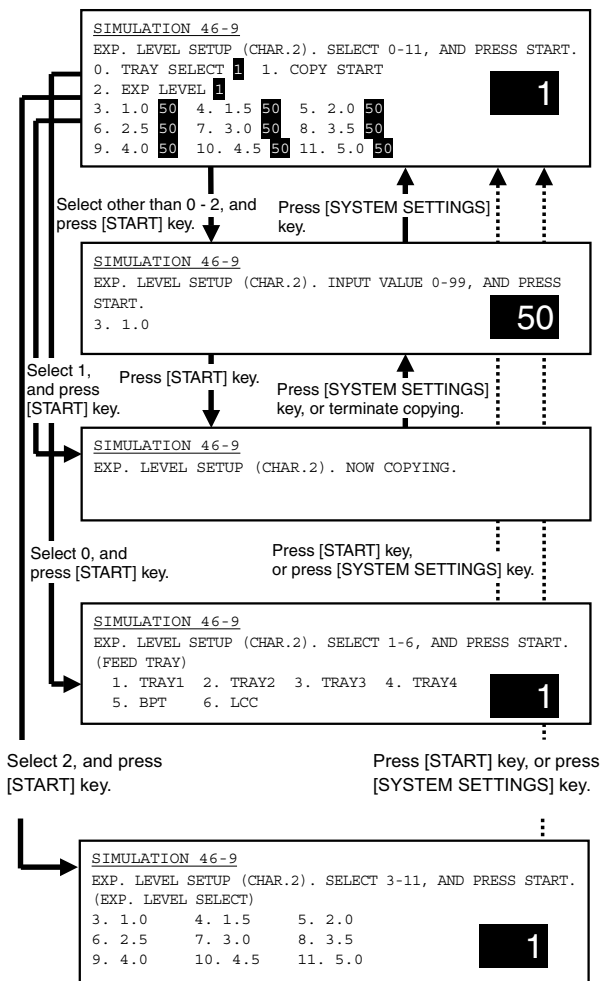 SIMULATION 46-9
EXP. LEVEL SETUP (CHAR.2). SELECT 0-11, AND PRESS START.
0. TRAY SELECT 1 1. COPY START
2. EXP LEVEL 1
1
3. 1.0 50 4. 1.5 50 5. 2.0 50
6. 2.5 50 7. 3.0 50 8. 3.5 50
9. 4.0 50 10. 4.5 50 11. 5.0 50
Select other than 0 - 2, and
press [START] key.
Press [SYSTEM SETTINGS]
key.
SIMULATION 46-9
EXP. LEVEL SETUP (CHAR.2). INPUT VALUE 0-99, AND PRESS
START.
3. 1.0
50
Select 1,
and press
[START] key.
Press [START] key.
Press [SYSTEM SETTINGS]
key, or terminate copying.
SIMULATION 46-9
EXP. LEVEL SETUP (CHAR.2). NOW COPYING.
Select 0, and
press [START] key.
Press [START] key,
or press [SYSTEM SETTINGS] key.
SIMULATION 46-9
EXP. LEVEL SETUP (CHAR.2). SELECT 1-6, AND PRESS START.
(FEED TRAY)
1. TRAY1 2. TRAY2 3. TRAY3 4. TRAY4
5. BPT 6. LCC
1
Select 2, and press
[START] key.
Press [START] key, or press
[SYSTEM SETTINGS] key.
SIMULATION 46-9
EXP. LEVEL SETUP (CHAR.2). SELECT 3-11, AND PRESS START.
(EXP. LEVEL SELECT)
3. 1.0 4. 1.5 5. 2.0
6. 2.5 7. 3.0 8. 3.5
9. 4.0 10. 4.5 11. 5.0
1